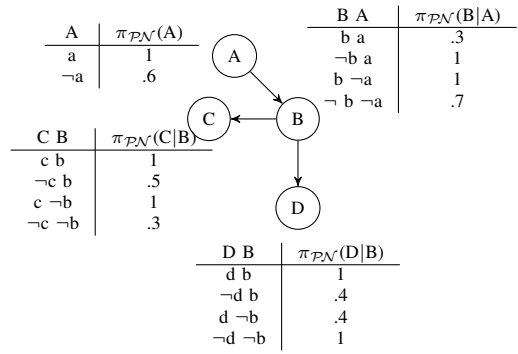 A π_PN(A)
a 1
¬a .6
B A π_PN(B|A)
b a .3
¬b a 1
b ¬a 1
¬ b ¬a .7
A
C
B
D
C B π_PN(C|B)
c b 1
¬c b .5
c ¬b 1
¬c ¬b .3
D B π_PN(D|B)
d b 1
¬d b .4
d ¬b .4
¬d ¬b 1